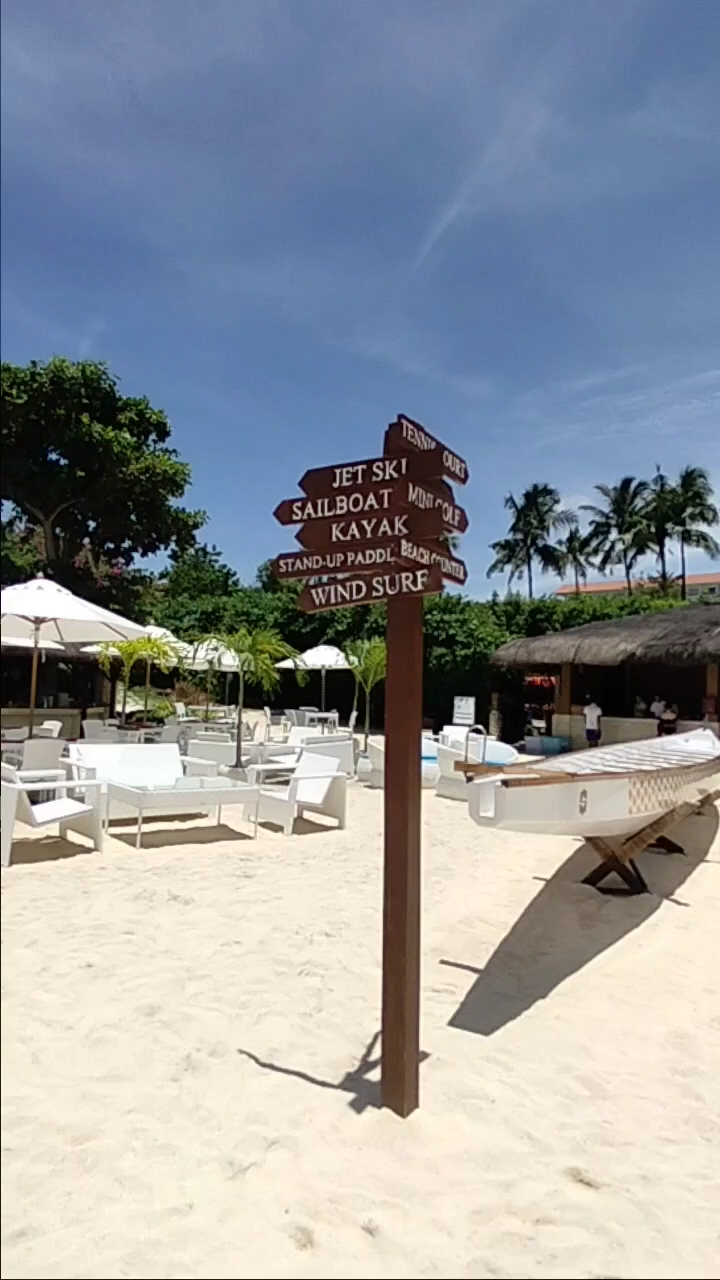 TENNIS COURT
JET SKI
SAILBOAT
MINI GOLF
KAYAK
STAND-UP PADDL
BEACH COUNTER
WIND SURF